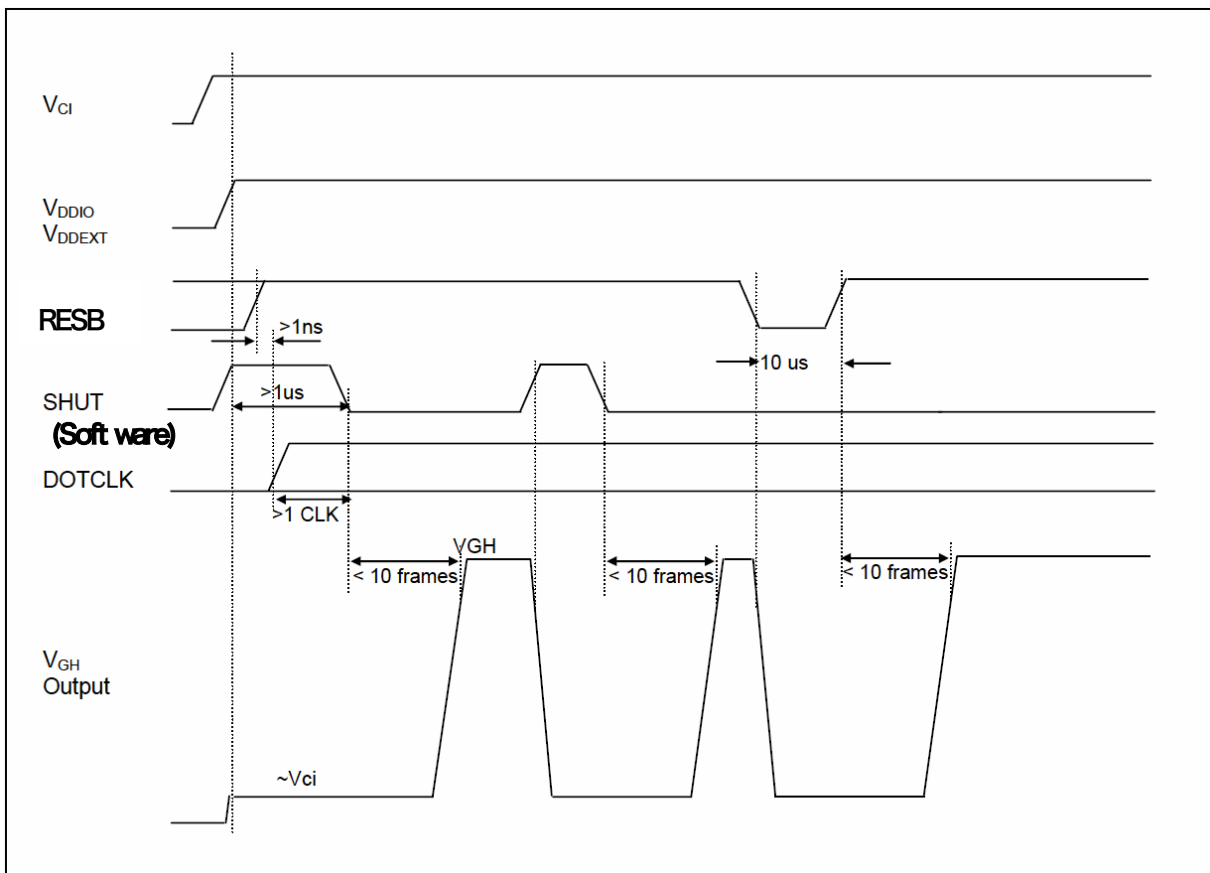 VCI
VDDIO
VDDEXT
RESB
>1ns
10 us
>1us
SHUT
(Soft ware)
DOTCLK
>1 CLK
VGH
< 10 frames
< 10 frames
< 10 frames
VGH
Output
~Vci